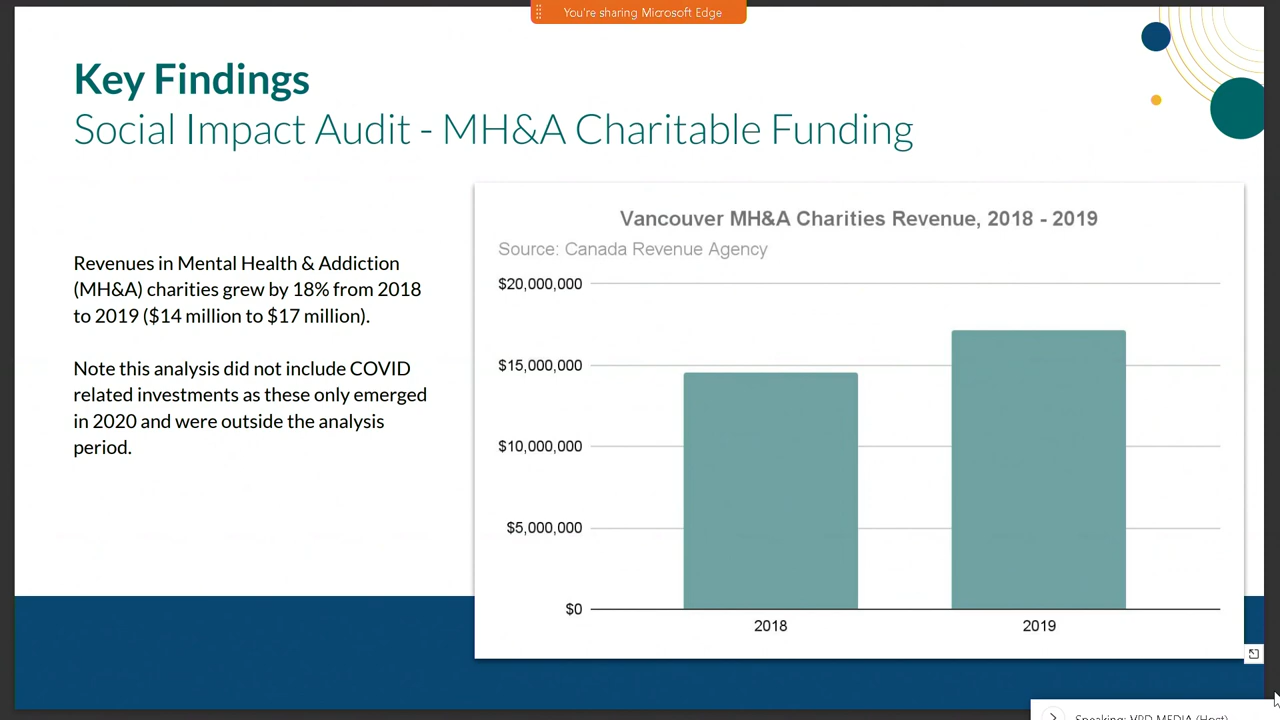 You're sharing Microsoft Edge
Key Findings
Social Impact Audit - MH&A Charitable Funding
Revenues in Mental Health & Addiction
(MH&A) charities grew by 18% from 2018
to 2019 ($14 million to $17 million).
Note this analysis did not include COVID
related investments as these only emerged
in 2020 and were outside the analysis
period.
Vancouver MH&A Charities Revenue, 2018 - 2019
Source: Canada Revenue Agency
$20,000,000
$15,000,000
$10,000,000
$5,000,000
$0
2018
2019
Speaking: VPD MEDIA (Host)